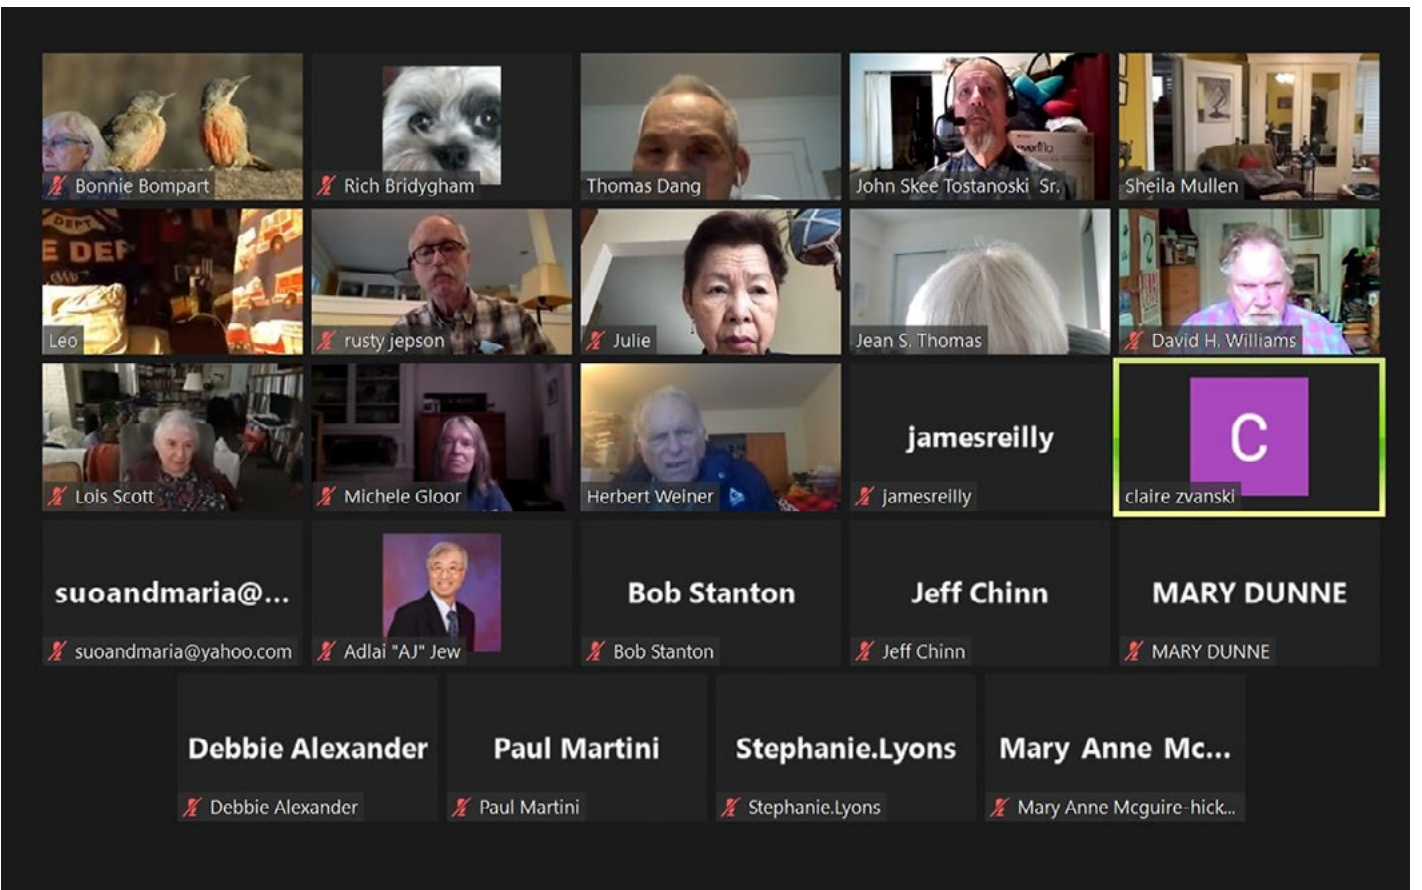 Bonnie Bompart
Rich Bridygham
Thomas Dang
evenflo
John Skee Tostanoski Sr.
Sheila Mullen
DEPT
E DEP
Leo
rusty jepson
Julie
Jean S. Thomas
?
David H. Williams
Lois Scott
Michele Gloor
Herbert Weiner
jamesreilly
jamesreilly
C
claire zvanski
suoandmaria@...
suoandmaria@yahoo.com
Adlai "AJ" Jew
Bob Stanton
Bob Stanton
Jeff Chinn
Jeff Chinn
MARY DUNNE
MARY DUNNE
Debbie Alexander
Debbie Alexander
Paul Martini
Paul Martini
Stephanie.Lyons
Stephanie.Lyons
Mary Anne Mc...
Mary Anne Mcguire-hick...